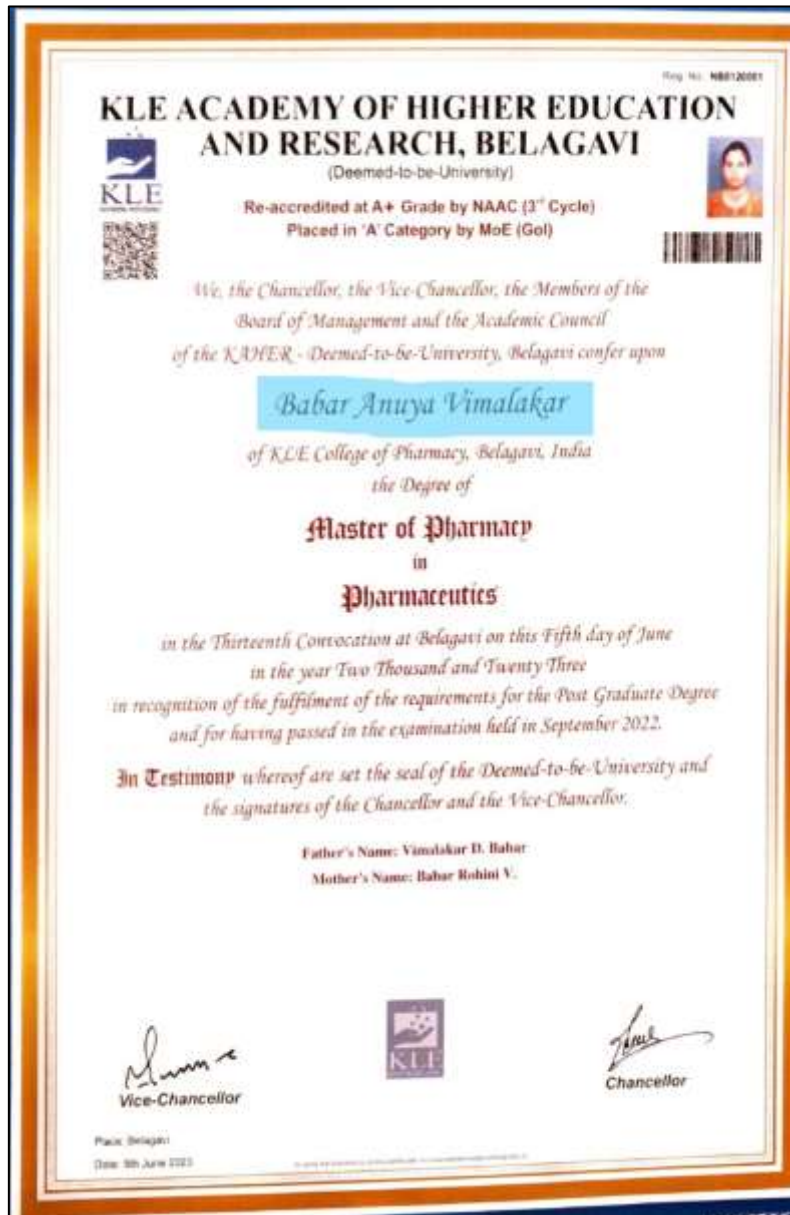 Reg. No. NB0120001
KLE ACADEMY OF HIGHER EDUCATION
AND RESEARCH, BELAGAVI
(Deemed-to-be-University)
KLE
Re-accredited at A+ Grade by NAAC (3rd Cycle)
Placed in 'A' Category by MoE (GoI)
We, the Chancellor, the Vice-Chancellor, the Members of the
Board of Management and the Academic Council
of the KAHER - Deemed-to-be-University, Belagavi confer upon
Babar Anuya Vimalakar
of KLE College of Pharmacy, Belagavi, India
the Degree of
Master of Pharmacy
in
Pharmaceutics
in the Thirteenth Convocation at Belagavi on this Fifth day of June
in the year Two Thousand and Twenty Three
in recognition of the fulfilment of the requirements for the Post Graduate Degree
and for having passed in the examination held in September 2022.
In Testimony whereof are set the seal of the Deemed-to-be-University and
the signatures of the Chancellor and the Vice-Chancellor.
Father's Name: Vimalakar D. Babar
Mother's Name: Babar Rohini V.
KLE
Vice-Chancellor
Chancellor
Place: Belagavi
Date: 5th June 2023